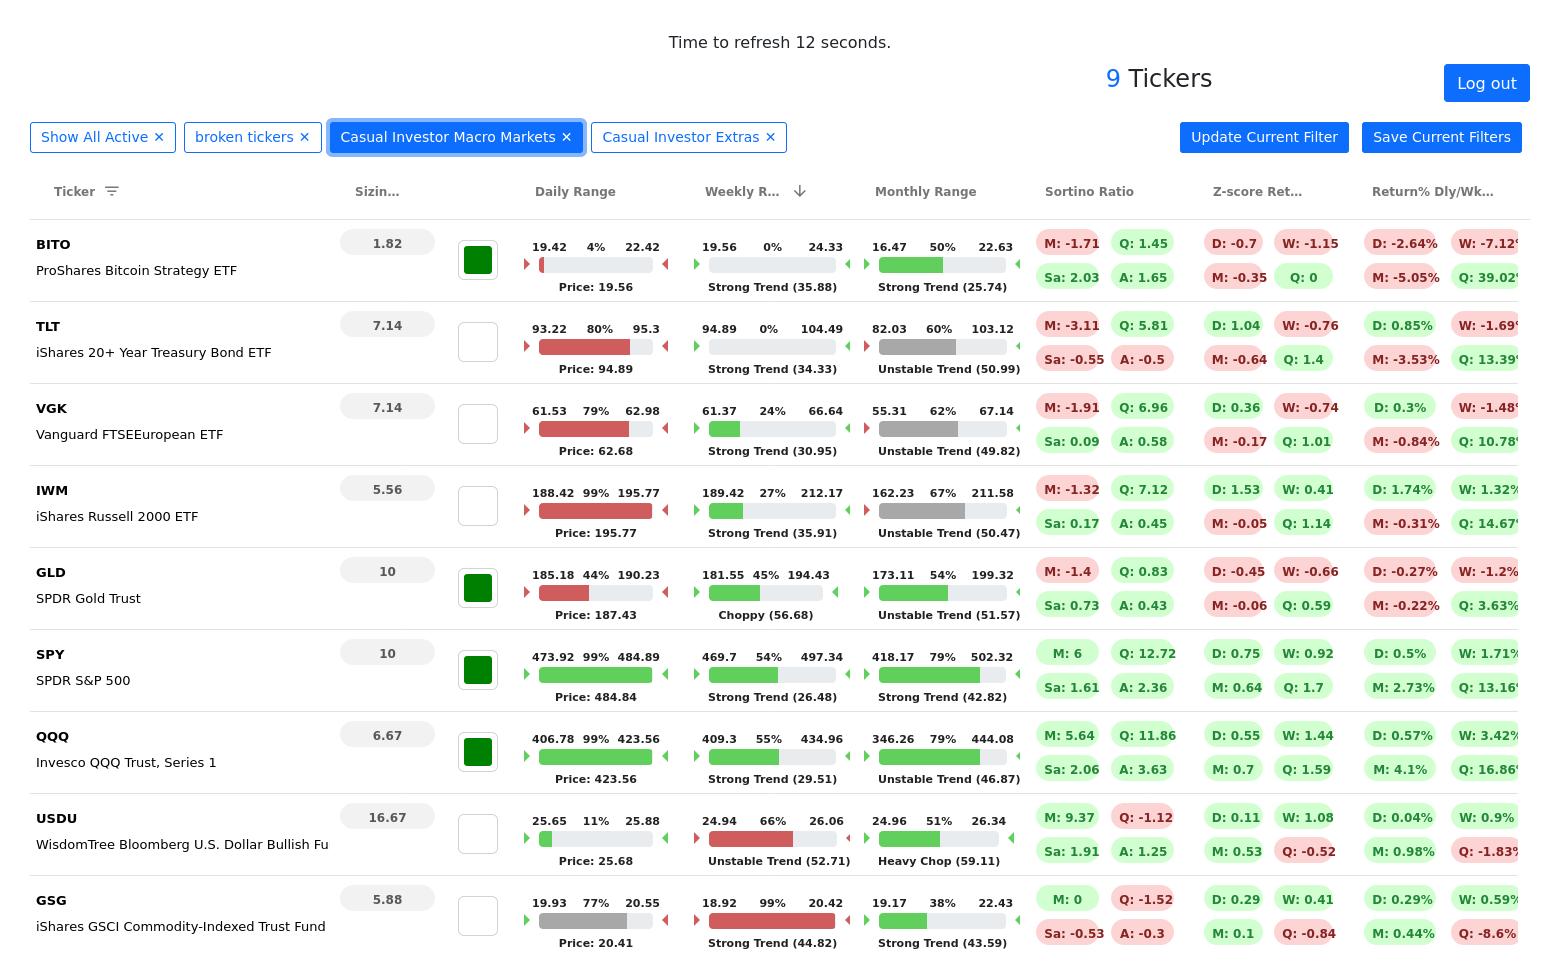 Time to refresh 12 seconds.
9 Tickers
Log out
Show All Active ✕ broken tickers ✕ Casual Investor Macro Markets ✕ Casual Investor Extras ✕ Update Current Filter Save Current Filters
Ticker Sizin... Daily Range Weekly R... Monthly Range Sortino Ratio Z-score Ret... Return% Dly/Wk...
1.82 M: -1.71 Q: 1.45 D: -0.7 W: -1.15 D: -2.64% W: -7.12%
BITO 19.42 4% 22.42 19.56 0% 24.33 16.47 50% 22.63
ProShares Bitcoin Strategy ETF Sa: 2.03 A: 1.65 M: -0.35 Q: 0 M: -5.05% Q: 39.02%
Price: 19.56 Strong Trend (35.88) Strong Trend (25.74)
7.14 M: -3.11 Q: 5.81 D: 1.04 W: -0.76 D: 0.85% W: -1.69%
TLT 93.22 80% 95.3 94.89 0% 104.49 82.03 60% 103.12
iShares 20+ Year Treasury Bond ETF Sa: -0.55 A: -0.5 M: -0.64 Q: 1.4 M: -3.53% Q: 13.39%
Price: 94.89 Strong Trend (34.33) Unstable Trend (50.99)
7.14 M: -1.91 Q: 6.96 D: 0.36 W: -0.74 D: 0.3% W: -1.48%
VGK 61.53 79% 62.98 61.37 24% 66.64 55.31 62% 67.14
Vanguard FTSEEuropean ETF Sa: 0.09 A: 0.58 M: -0.17 Q: 1.01 M: -0.84% Q: 10.78%
Price: 62.68 Strong Trend (30.95) Unstable Trend (49.82)
5.56 M: -1.32 Q: 7.12 D: 1.53 W: 0.41 D: 1.74% W: 1.32%
IWM 188.42 99% 195.77 189.42 27% 212.17 162.23 67% 211.58
iShares Russell 2000 ETF Sa: 0.17 A: 0.45 M: -0.05 Q: 1.14 M: -0.31% Q: 14.67%
Price: 195.77 Strong Trend (35.91) Unstable Trend (50.47)
10 M: -1.4 Q: 0.83 D: -0.45 W: -0.66 D: -0.27% W: -1.2%
GLD 185.18 44% 190.23 181.55 45% 194.43 173.11 54% 199.32
SPDR Gold Trust Sa: 0.73 A: 0.43 M: -0.06 Q: 0.59 M: -0.22% Q: 3.63%
Price: 187.43 Choppy (56.68) Unstable Trend (51.57)
10 M: 6 Q: 12.72 D: 0.75 W: 0.92 D: 0.5% W: 1.71%
SPY 473.92 99% 484.89 469.7 54% 497.34 418.17 79% 502.32
SPDR S&P 500 Sa: 1.61 A: 2.36 M: 0.64 Q: 1.7 M: 2.73% Q: 13.16%
Price: 484.84 Strong Trend (26.48) Strong Trend (42.82)
6.67 M: 5.64 Q: 11.86 D: 0.55 W: 1.44 D: 0.57% W: 3.42%
QQQ 406.78 99% 423.56 409.3 55% 434.96 346.26 79% 444.08
Invesco QQQ Trust, Series 1 Sa: 2.06 A: 3.63 M: 0.7 Q: 1.59 M: 4.1% Q: 16.86%
Price: 423.56 Strong Trend (29.51) Unstable Trend (46.87)
16.67 M: 9.37 Q: -1.12 D: 0.11 W: 1.08 D: 0.04% W: 0.9%
USDU 25.65 11% 25.88 24.94 66% 26.06 24.96 51% 26.34
WisdomTree Bloomberg U.S. Dollar Bullish Fu Sa: 1.91 A: 1.25 M: 0.53 Q: -0.52 M: 0.98% Q: -1.83%
Price: 25.68 Unstable Trend (52.71) Heavy Chop (59.11)
5.88 M: 0 Q: -1.52 D: 0.29 W: 0.41 D: 0.29% W: 0.59%
GSG 19.93 77% 20.55 18.92 99% 20.42 19.17 38% 22.43
iShares GSCI Commodity-Indexed Trust Fund Sa: -0.53 A: -0.3 M: 0.1 Q: -0.84 M: 0.44% Q: -8.6%
Price: 20.41 Strong Trend (44.82) Strong Trend (43.59)